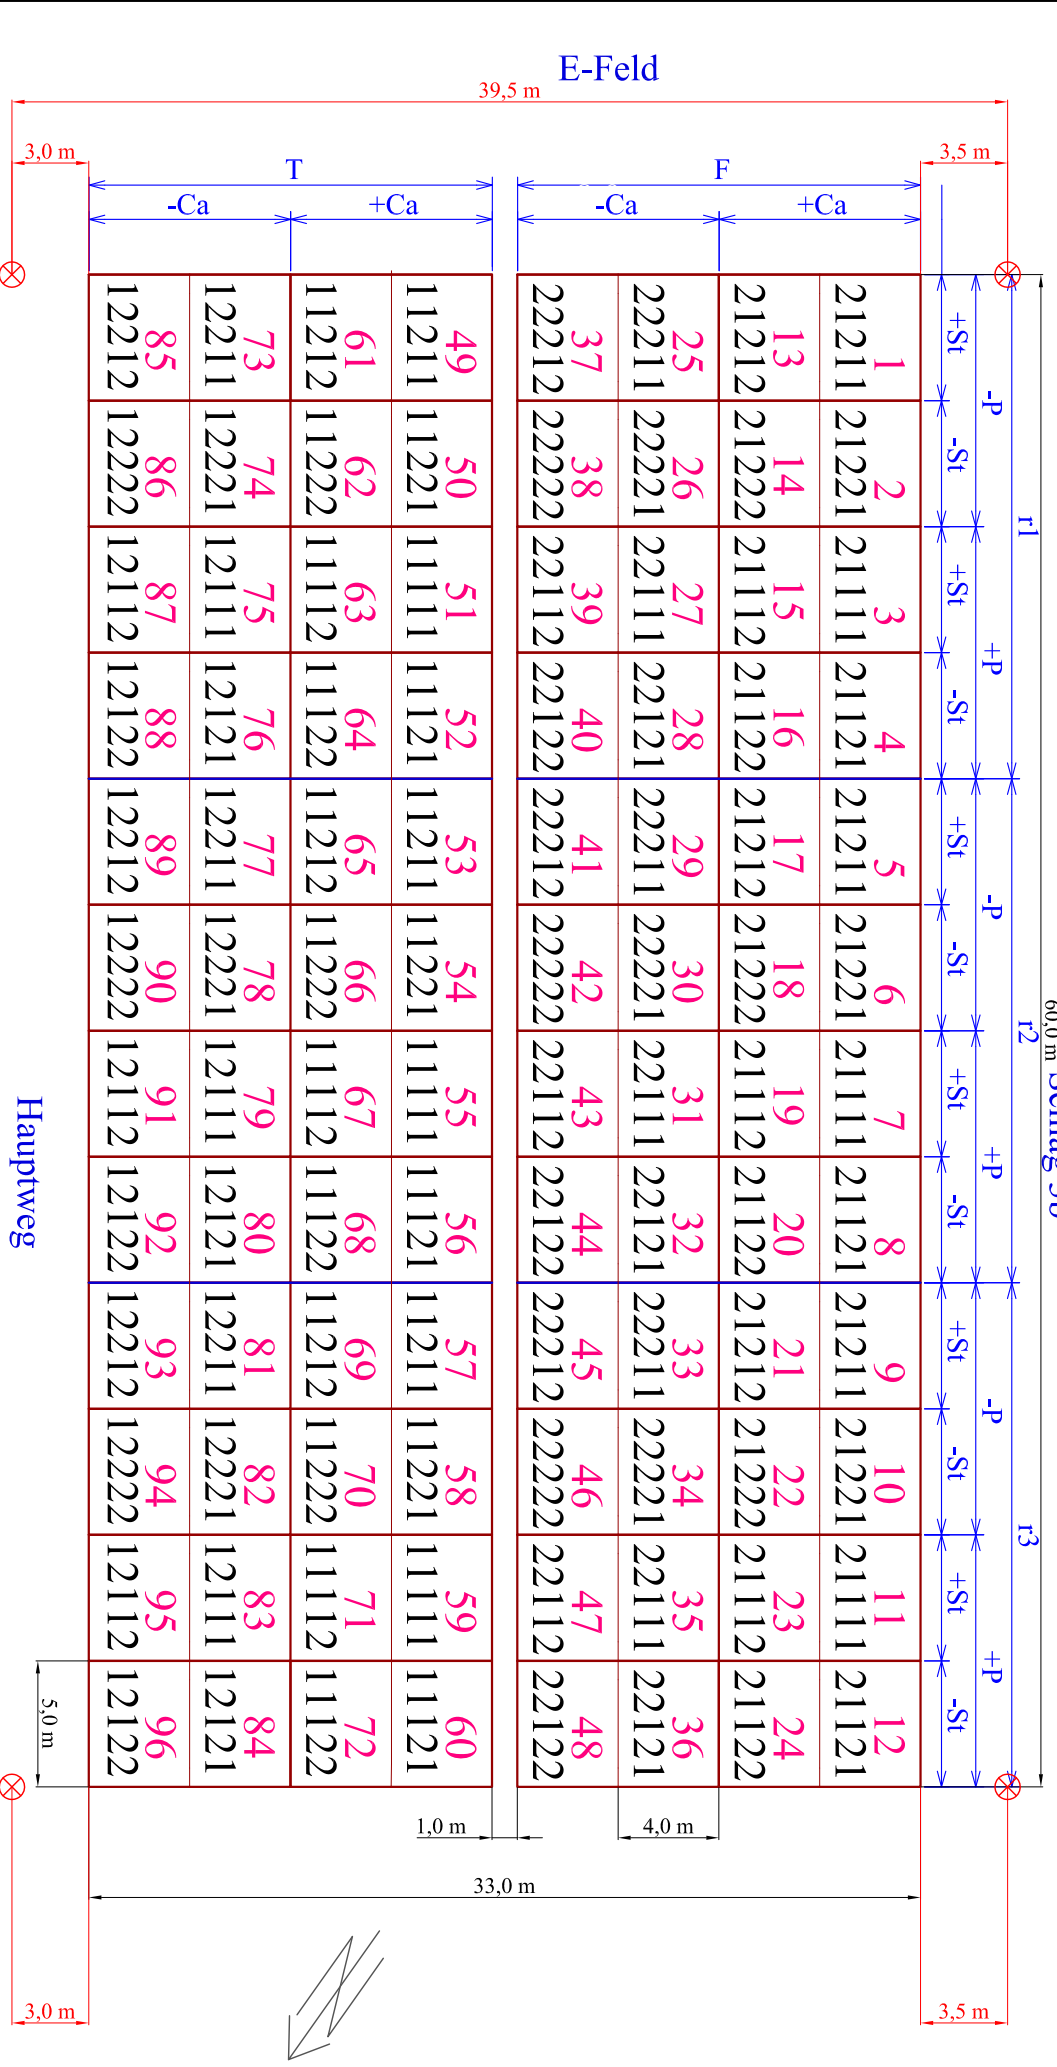 E-Feld
39,5 m
3,0 m 3,5 m
T F
-Ca +Ca -Ca +Ca
60,0 m
r1 r2 r3
-P +P -P +P -P +P
+St -St +St -St +St -St +St -St +St -St +St -St
1 2 3 4 5 6 7 8 9 10 11 12
21211 21221 21111 21121 21211 21221 21111 21121 21211 21221 21111 21121
13 14 15 16 17 18 19 20 21 22 23 24
21212 21222 21112 21122 21212 21222 21112 21122 21212 21222 21112 21122
25 26 27 28 29 30 31 32 33 34 35 36
22211 22221 22111 22121 22211 22221 22111 22121 22211 22221 22111 22121
37 38 39 40 41 42 43 44 45 46 47 48
22212 22222 22112 22122 22212 22222 22112 22122 22212 22222 22112 22122
49 50 51 52 53 54 55 56 57 58 59 60
11211 11221 11111 11121 11211 11221 11111 11121 11211 11221 11111 11121
61 62 63 64 65 66 67 68 69 70 71 72
11212 11222 11112 11122 11212 11222 11112 11122 11212 11222 11112 11122
73 74 75 76 77 78 79 80 81 82 83 84
12211 12221 12111 12121 12211 12221 12111 12121 12211 12221 12111 12121
85 86 87 88 89 90 91 92 93 94 95 96
12212 12222 12112 12122 12212 12222 12112 12122 12212 12222 12112 12122
5,0 m
Hauptweg
1,0 m 4,0 m
33,0 m
3,0 m 3,5 m